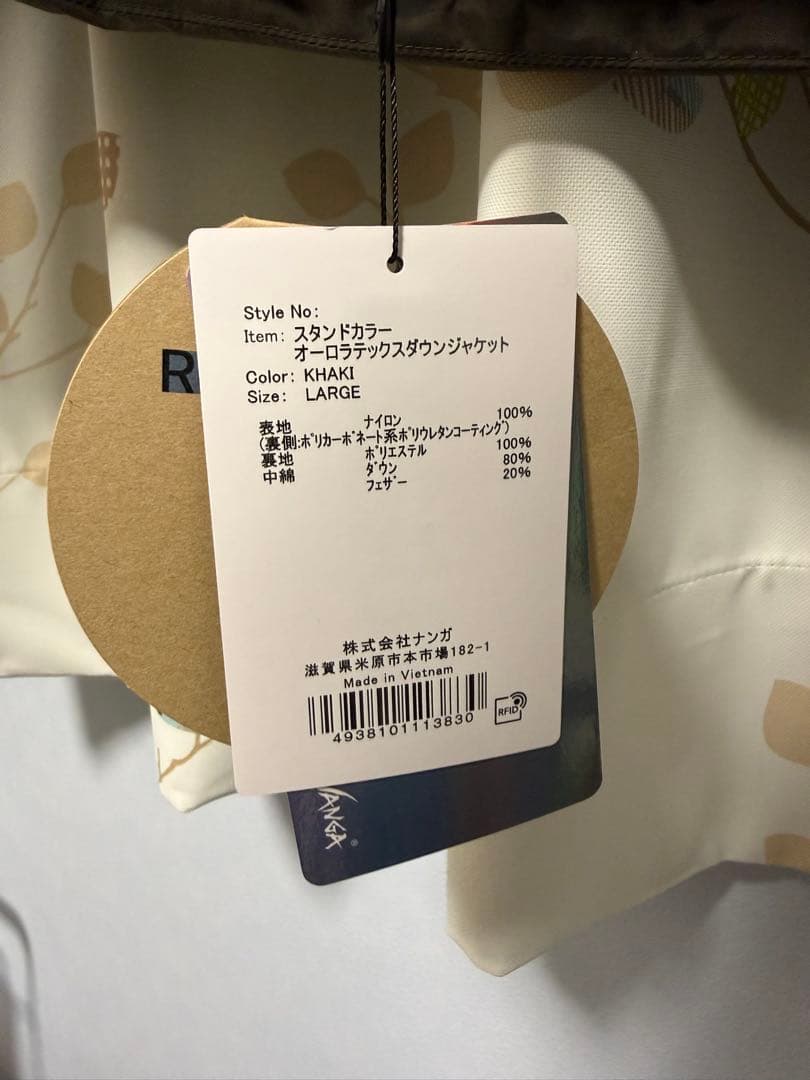 R
Style No:
Item: スタンドカラー
オーロラテックスダウンジャケット
Color: KHAKI
Size: LARGE
表地 ナイロン 100%
(裏側:ポリカーボネート系ポリウレタンコーティング)
裏地 ポリエステル 100%
中綿 ダウン 80%
フェザー 20%
株式会社ナンガ
滋賀県米原市本市場182-1
Made in Vietnam
4938101113830
RFID
NANGA®